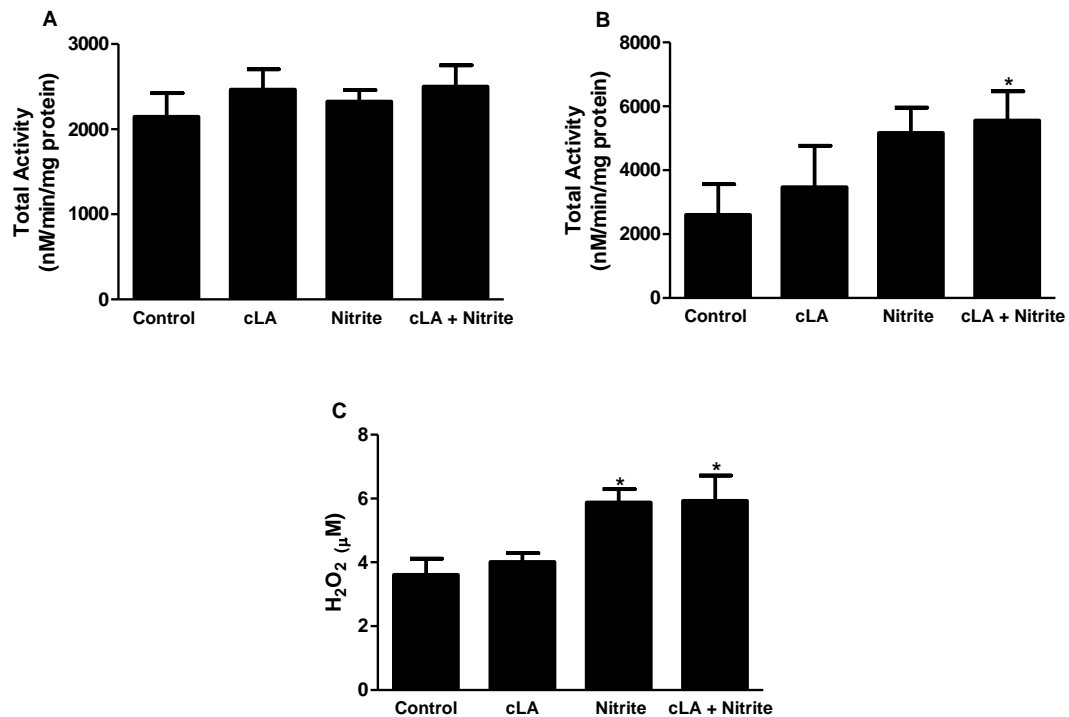 A
Total Activity
(nM/min/mg protein)
3000
2000
1000
0
Control cLA Nitrite cLA + Nitrite
B
Total Activity
(nM/min/mg protein)
8000
6000
4000
2000
0
*
Control cLA Nitrite cLA + Nitrite
C
H₂O₂ (μM)
8
6
4
2
0
* *
Control cLA Nitrite cLA + Nitrite